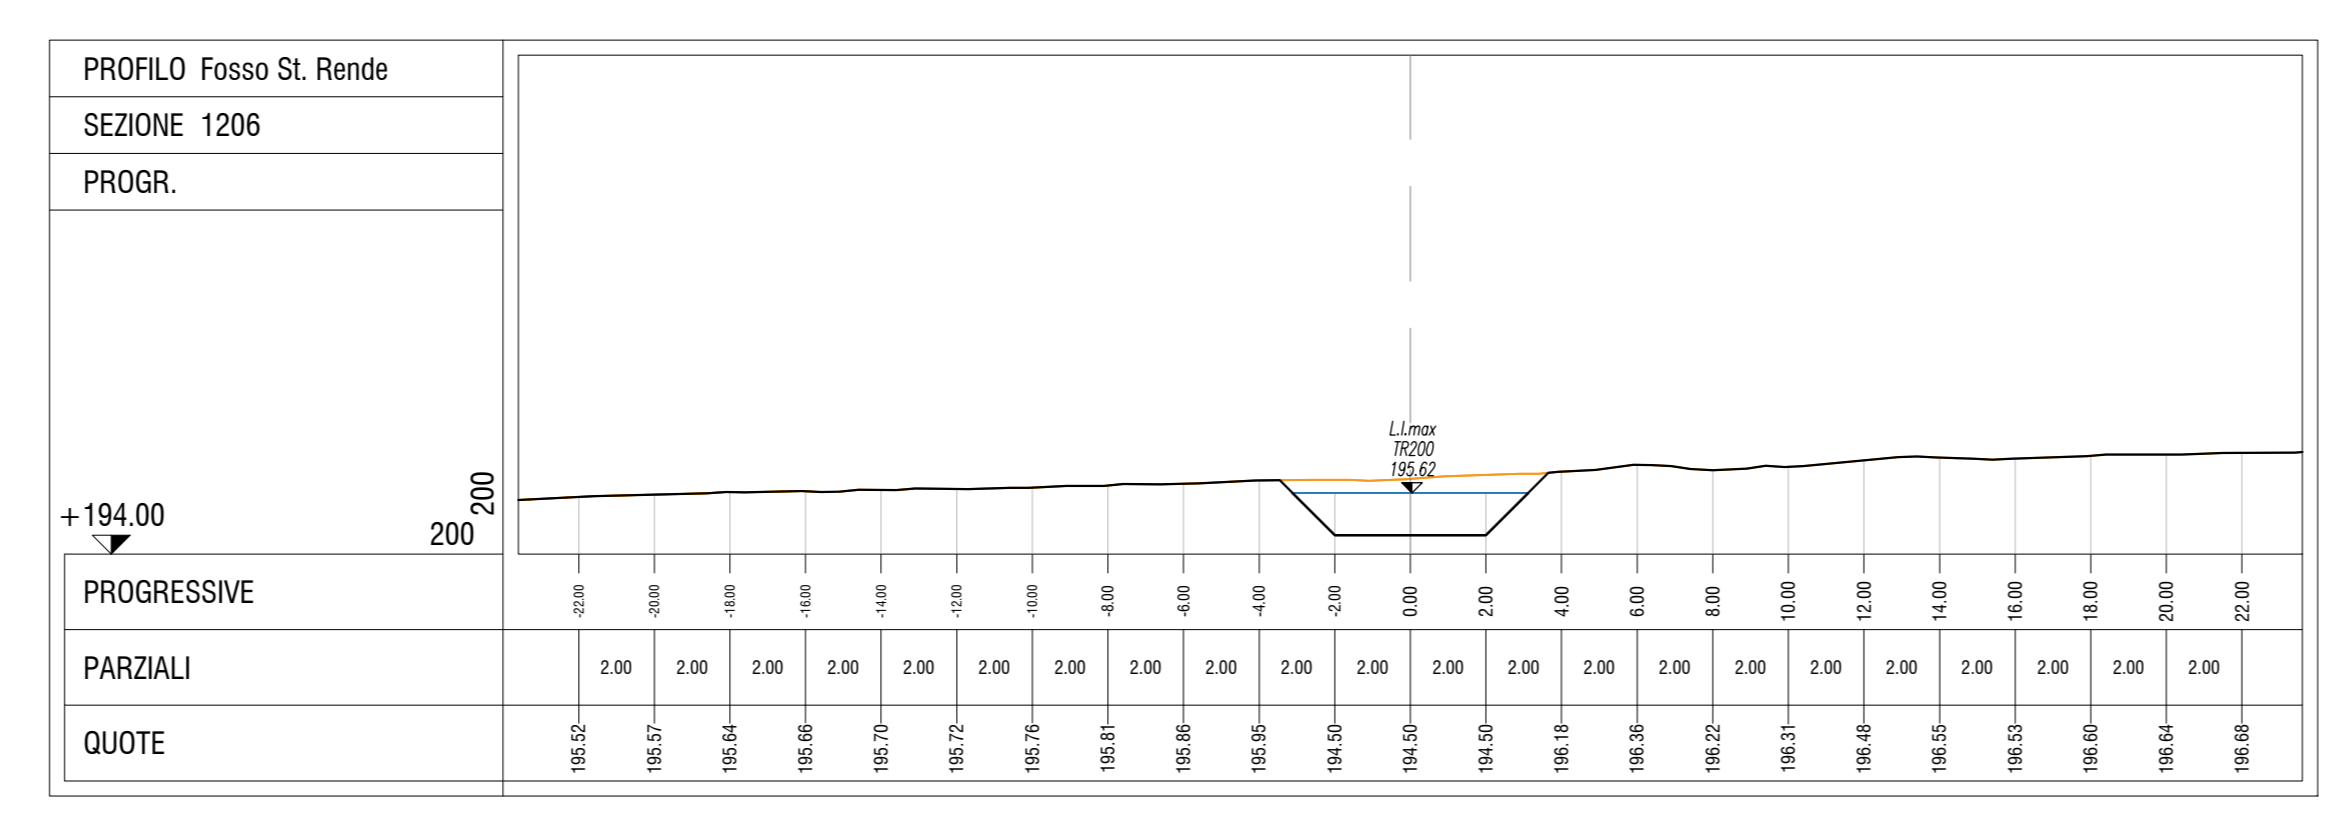 PROFILO Fosso St. Rende
SEZIONE 1206
PROGR.
L.I.max
TR200
195.62
200
200
+194.00
PROGRESSIVE -22.00 -20.00 -18.00 -16.00 -14.00 -12.00 -10.00 -8.00 -6.00 -4.00 -2.00 0.00 2.00 4.00 6.00 8.00 10.00 12.00 14.00 16.00 18.00 20.00 22.00
PARZIALI 2.00 2.00 2.00 2.00 2.00 2.00 2.00 2.00 2.00 2.00 2.00 2.00 2.00 2.00 2.00 2.00 2.00 2.00 2.00 2.00 2.00 2.00
QUOTE 195.52 195.57 195.64 195.66 195.70 195.72 195.76 195.81 195.86 195.95 194.50 194.50 194.50 196.18 196.36 196.22 196.31 196.48 196.55 196.53 196.60 196.64 196.68